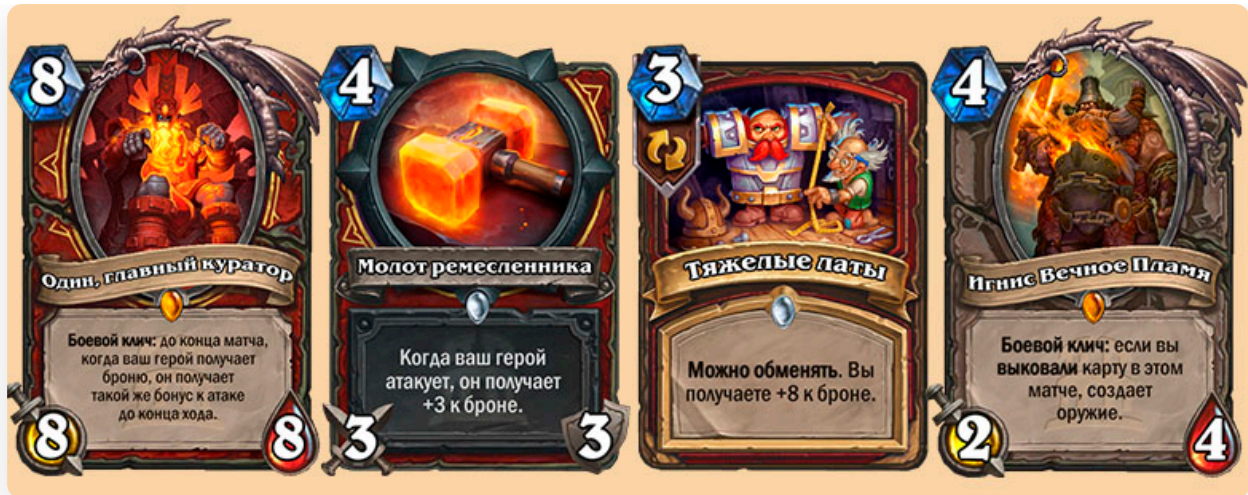 8
Один, главный куратор
Боевой клич: до конца матча,
когда ваш герой получает
броню, он получает
такой же бонус к атаке
до конца хода.
8
8
4
Молот ремесленника
Когда ваш герой
атакует, он получает
+3 к броне.
3
3
3
Тяжелые латы
Можно обменять. Вы
получаете +8 к броне.
4
Игнис Вечное Пламя
Боевой клич: если вы
выковали карту в этом
матче, создает
оружие.
2
4